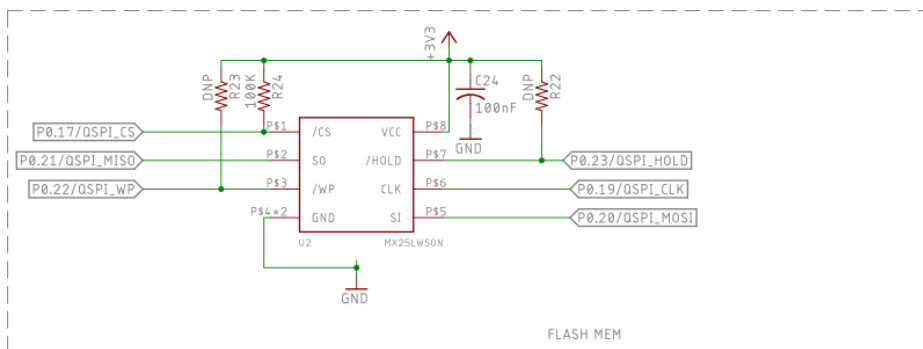 +3V3
DNP
R23
100K
R24
C24
100nF
DNP
R22
GND
P0.17/QSPI_CS
P$1
/CS
VCC
P$8
P0.21/QSPI_MISO
P$2
SO
/HOLD
P$7
P0.23/QSPI_HOLD
P0.22/QSPI_WP
P$3
/WP
CLK
P$6
P0.19/QSPI_CLK
P$4*2
GND
SI
P$5
P0.20/QSPI_MOSI
U2
MX25LWSON
GND
FLASH MEM